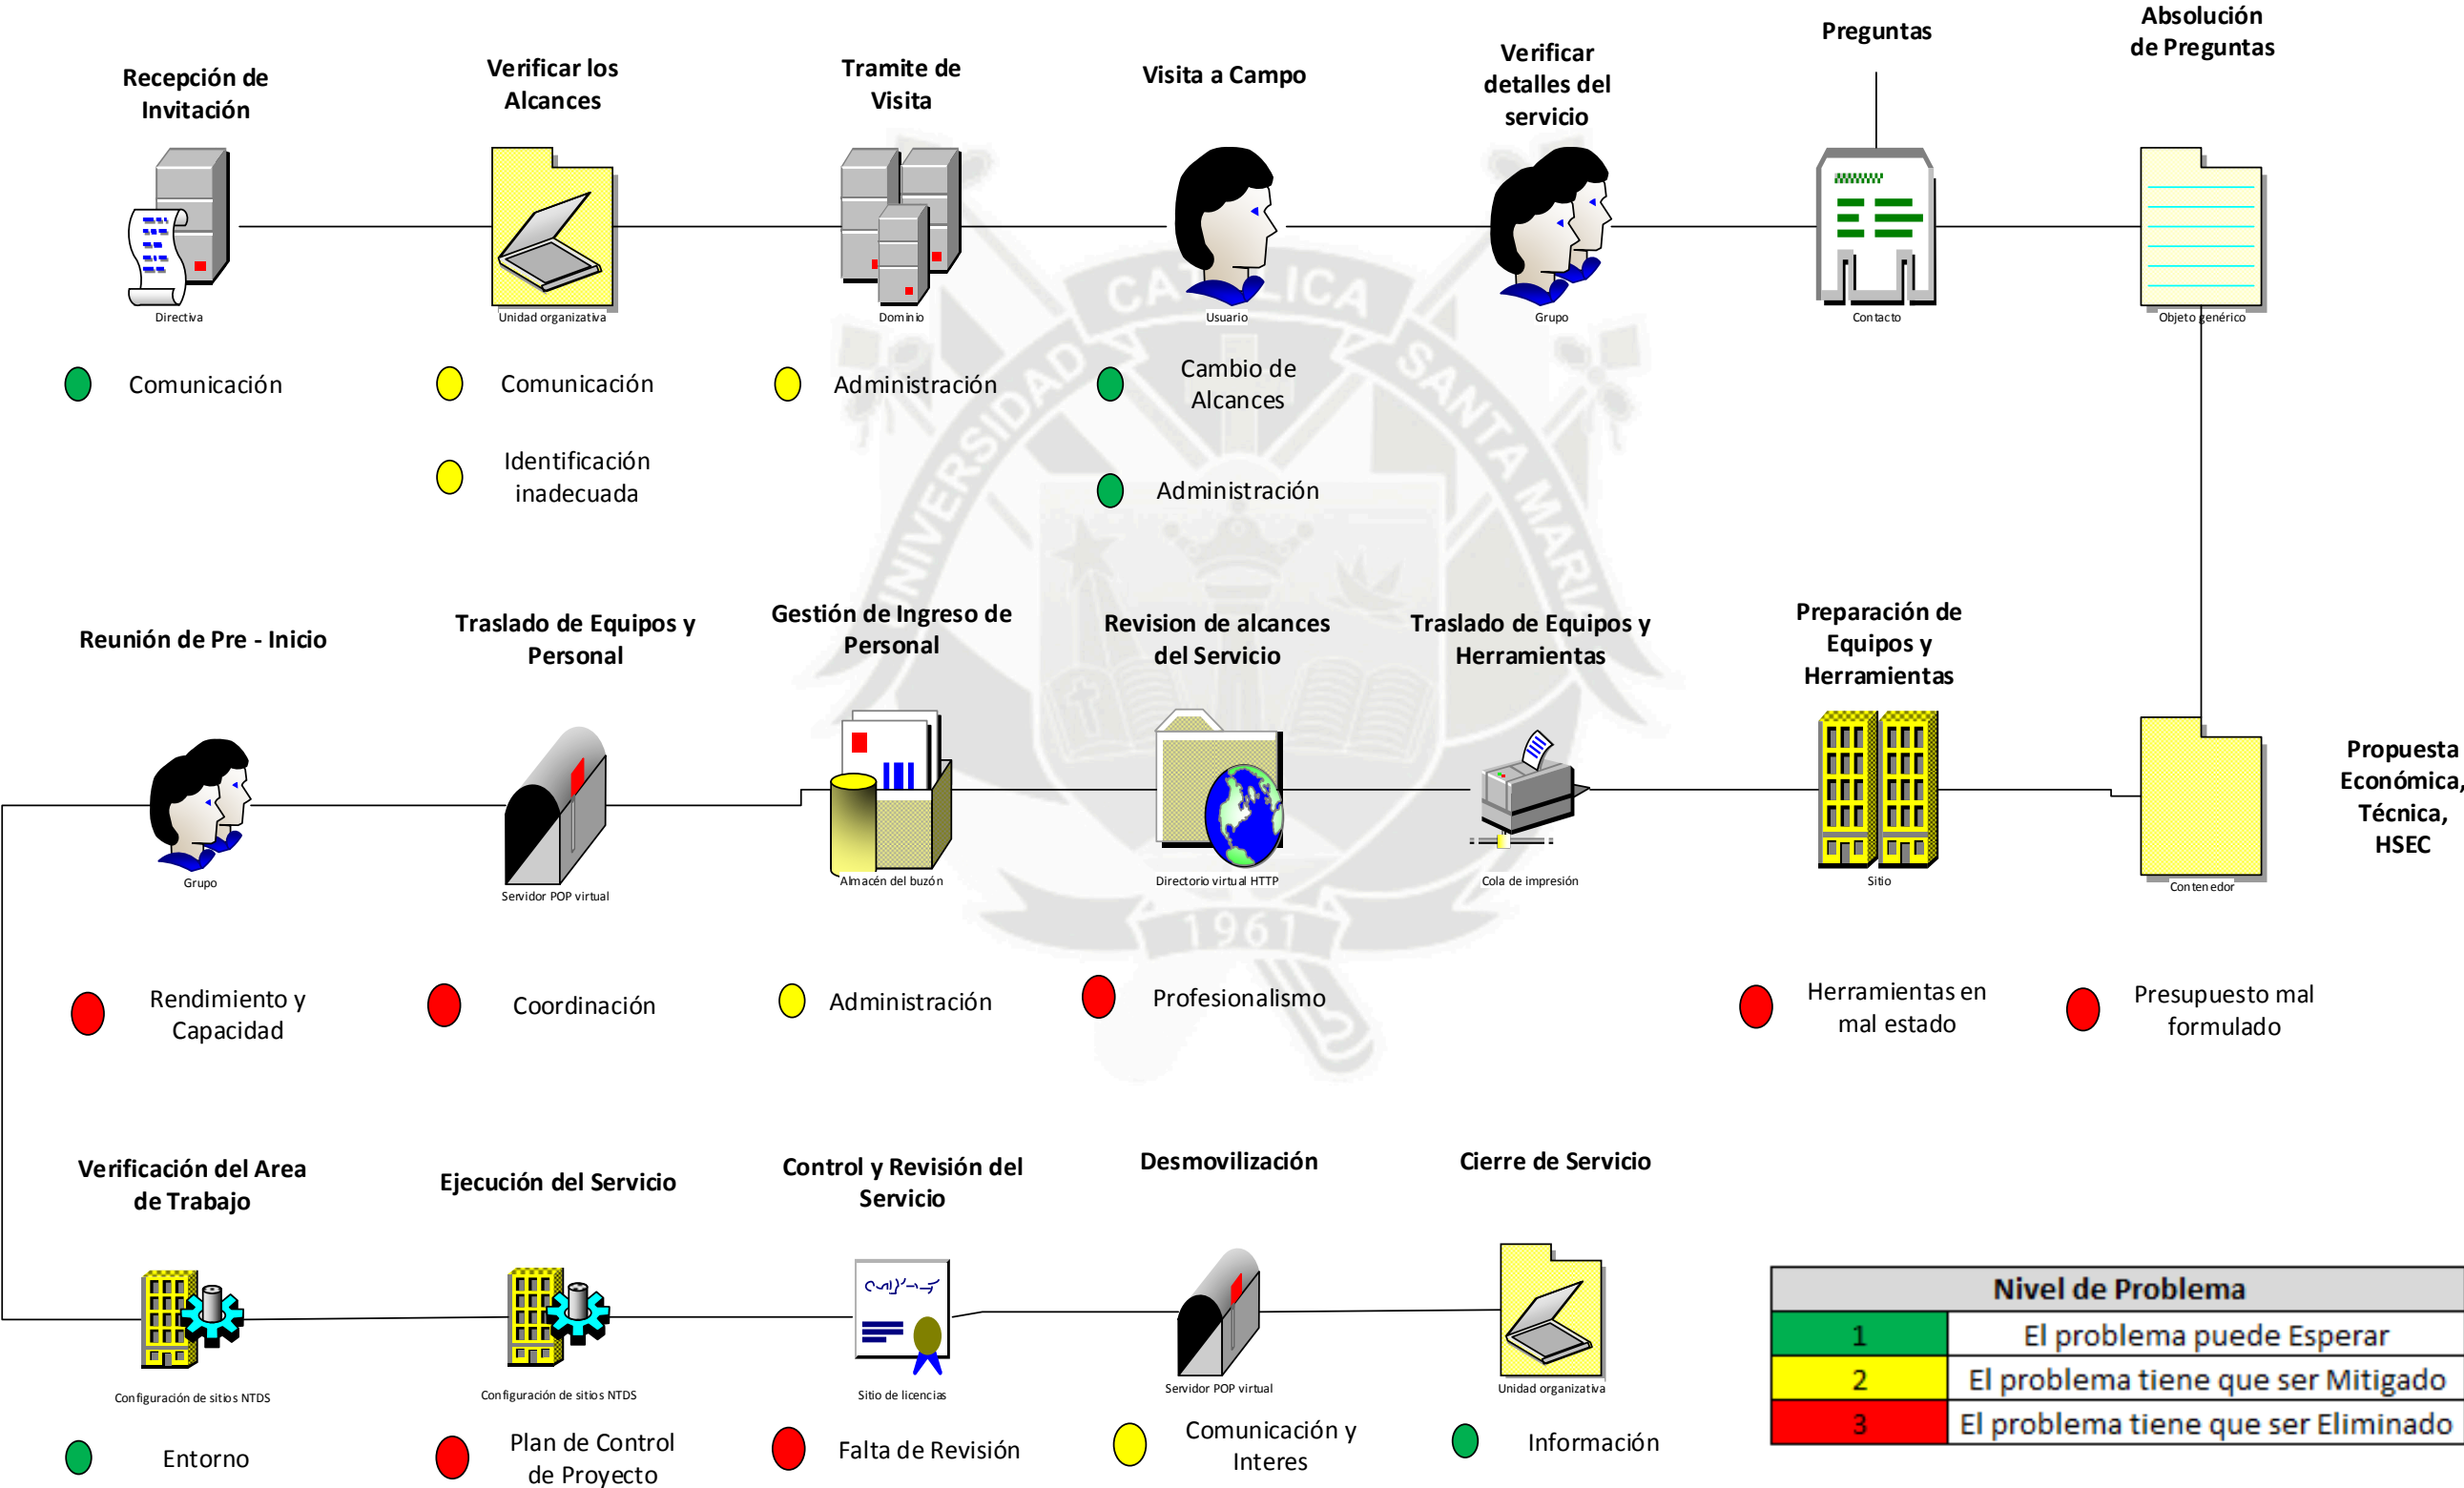 Recepción de
Invitación
Verificar los
Alcances
Tramite de
Visita
Visita a Campo
Verificar
detalles del
servicio
Preguntas
Absolución
de Preguntas
Directiva
Unidad organizativa
Dominio
Usuario
Grupo
Contacto
Objeto genérico
Comunicación
Comunicación
Administración
Cambio de
Alcances
Identificación
inadecuada
Administración
UNIVERSIDAD CATOLICA SANTA MARIA
1961
Reunión de Pre - Inicio
Traslado de Equipos y
Personal
Gestión de Ingreso de
Personal
Revision de alcances
del Servicio
Traslado de Equipos y
Herramientas
Preparación de
Equipos y
Herramientas
Propuesta
Económica,
Técnica,
HSEC
Grupo
Servidor POP virtual
Almacén del buzón
Directorio virtual HTTP
Cola de impresión
Sitio
Contenedor
Rendimiento y
Capacidad
Coordinación
Administración
Profesionalismo
Herramientas en
mal estado
Presupuesto mal
formulado
Verificación del Area
de Trabajo
Ejecución del Servicio
Control y Revisión del
Servicio
Desmovilización
Cierre de Servicio
Configuración de sitios NTDS
Configuración de sitios NTDS
Sitio de licencias
Servidor POP virtual
Unidad organizativa
Entorno
Plan de Control
de Proyecto
Falta de Revisión
Comunicación y
Interes
Información
Nivel de Problema
1 El problema puede Esperar
2 El problema tiene que ser Mitigado
3 El problema tiene que ser Eliminado